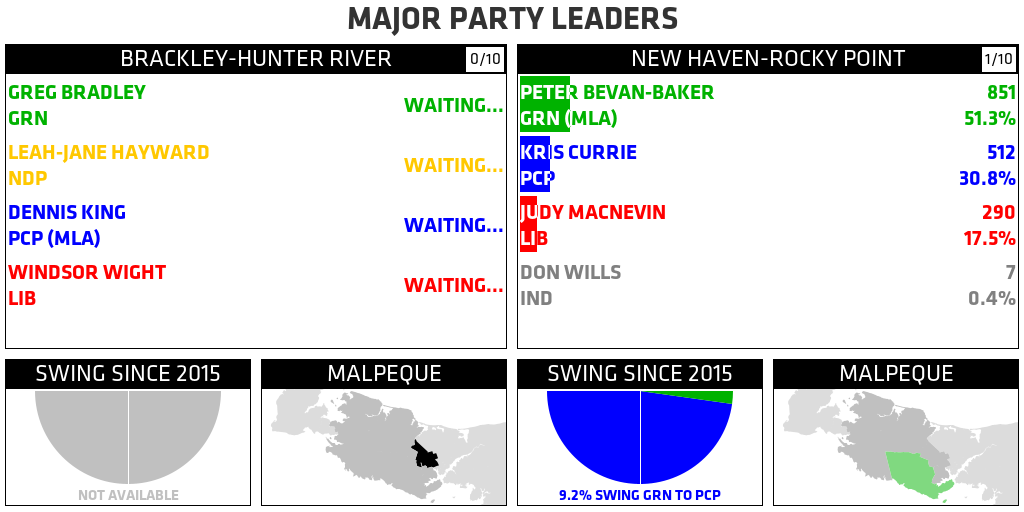 MAJOR PARTY LEADERS
BRACKLEY-HUNTER RIVER
0/10
GREG BRADLEY
GRN
WAITING...
LEAH-JANE HAYWARD
NDP
WAITING...
DENNIS KING
PCP (MLA)
WAITING...
WINDSOR WIGHT
LIB
WAITING...
NEW HAVEN-ROCKY POINT
1/10
PETER BEVAN-BAKER 851
GRN (MLA) 51.3%
KRIS CURRIE 512
PCP 30.8%
JUDY MACNEVIN 290
LIB 17.5%
DON WILLS 7
IND 0.4%
SWING SINCE 2015
NOT AVAILABLE
MALPEQUE
SWING SINCE 2015
9.2% SWING GRN TO PCP
MALPEQUE